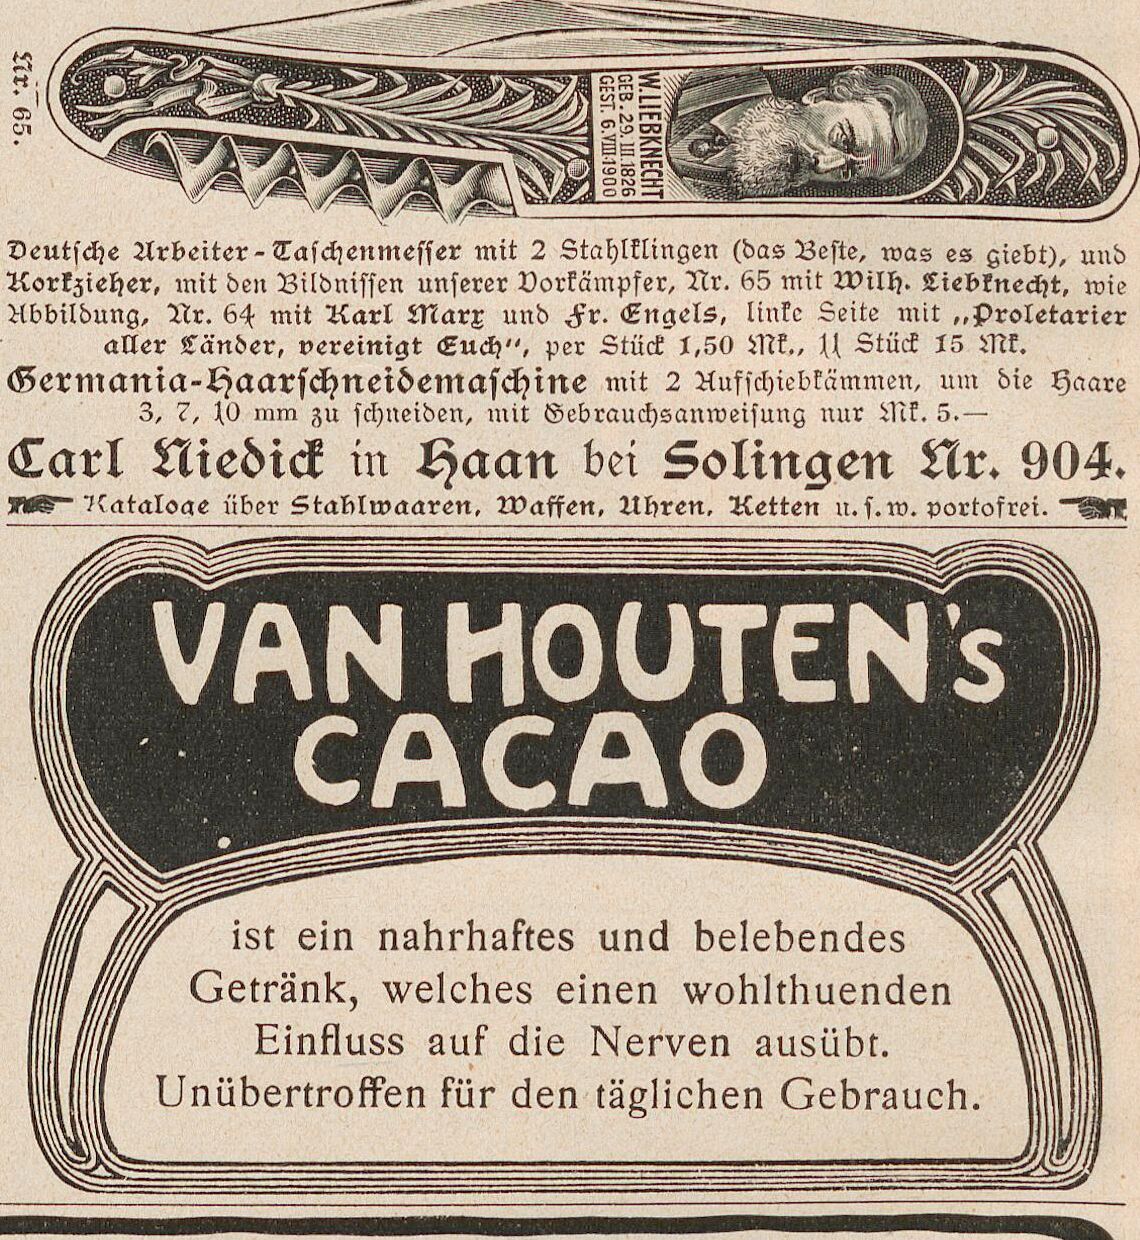 Nr. 65.
W. LIEBKNECHT
GEB. 29. III. 1826
GEST. 6. VIII. 1900
Deutsche Arbeiter-Taschenmesser mit 2 Stahlklingen (das Beste, was es giebt), und
Korkzieher, mit den Bildnissen unserer Vorkämpfer, Nr. 65 mit Wilh. Liebknecht, wie
Abbildung, Nr. 64 mit Karl Marx und Fr. Engels, linke Seite mit „Proletarier
aller Länder, vereinigt Euch“, per Stück 1,50 Mk., 11 Stück 15 Mk.
Germania-Haarschneidemaschine mit 2 Aufschiebkämmen, um die Haare
3, 7, 10 mm zu schneiden, mit Gebrauchsanweisung nur Mk. 5.—
Carl Niedick in Haan bei Solingen Nr. 904.
Kataloge über Stahlwaaren, Waffen, Uhren, Ketten u. s. w. portofrei.
VAN HOUTEN's
CACAO
ist ein nahrhaftes und belebendes
Getränk, welches einen wohlthuenden
Einfluss auf die Nerven ausübt.
Unübertroffen für den täglichen Gebrauch.